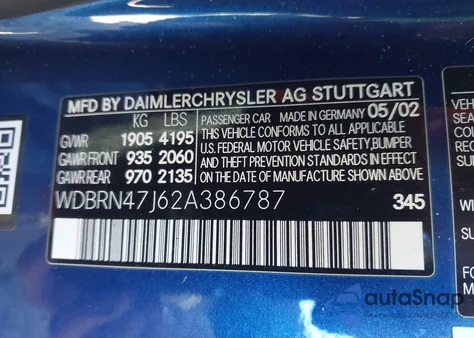 MFD BY DAIMLERCHRYSLER AG STUTTGART
KG LBS
GVWR 1905 4195
GAWR FRONT 935 2060
GAWR REAR 970 2135
PASSENGER CAR MADE IN GERMANY 05/02
THIS VEHICLE CONFORMS TO ALL APPLICABLE
U.S. FEDERAL MOTOR VEHICLE SAFETY, BUMPER
AND THEFT PREVENTION STANDARDS IN EFFECT
ON THE DATE OF MANUFACTURE SHOWN ABOVE.
WDBRN47J62A386787 345
VEH
autoSnap